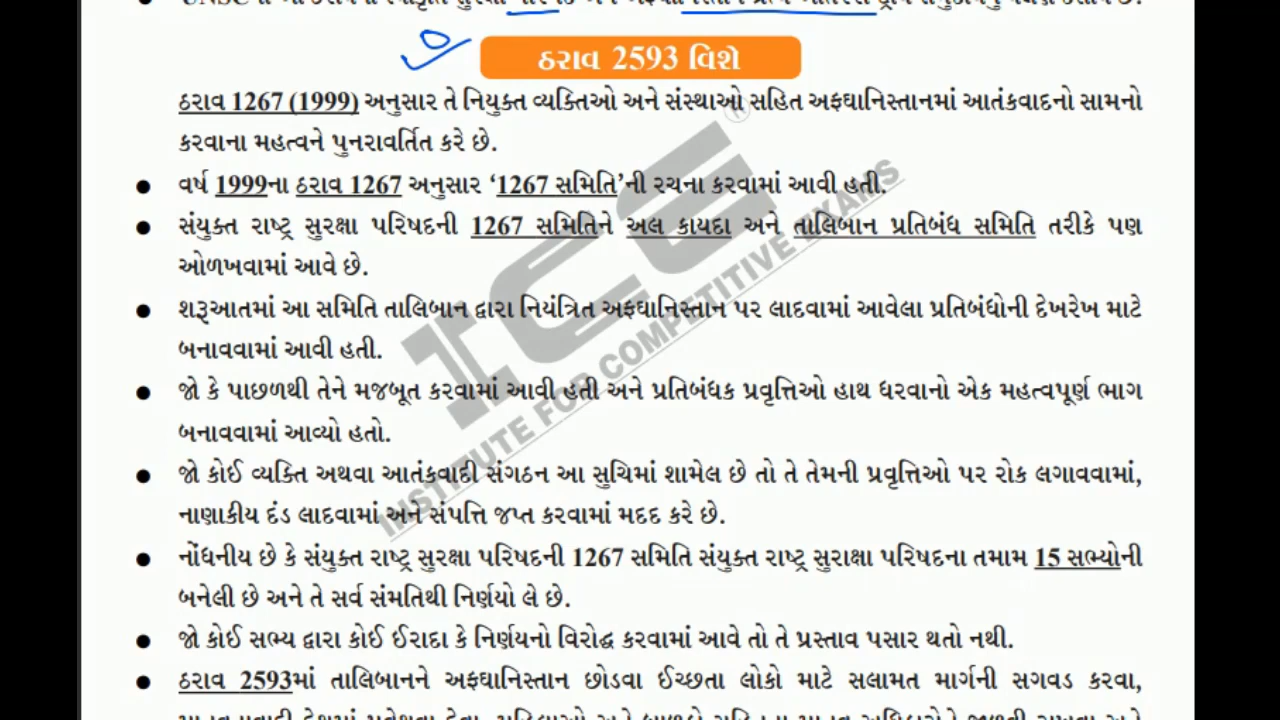 ઠરાવ 2593 વિશે
ઠરાવ 1267 (1999) અનુસાર તે નિયુક્ત વ્યક્તિઓ અને સંસ્થાઓ સહિત અફઘાનિસ્તાનમાં આતંકવાદનો સામનો
કરવાના મહત્વને પુનરાવર્તિત કરે છે.
● વર્ષ 1999ના ઠરાવ 1267 અનુસાર ‘1267 સમિતિ’ની રચના કરવામાં આવી હતી.
● સંયુક્ત રાષ્ટ્ર સુરક્ષા પરિષદની 1267 સમિતિને અલ કાયદા અને તાલિબાન પ્રતિબંધ સમિતિ તરીકે પણ
ઓળખવામાં આવે છે.
● શરૂઆતમાં આ સમિતિ તાલિબાન દ્વારા નિયંત્રિત અફઘાનિસ્તાન પર લાદવામાં આવેલા પ્રતિબંધોની દેખરેખ માટે
બનાવવામાં આવી હતી.
● જો કે પાછળથી તેને મજબૂત કરવામાં આવી હતી અને પ્રતિબંધક પ્રવૃત્તિઓ હાથ ધરવાનો એક મહત્વપૂર્ણ ભાગ
બનાવવામાં આવ્યો હતો.
● જો કોઈ વ્યક્તિ અથવા આતંકવાદી સંગઠન આ સુચિમાં શામેલ છે તો તે તેમની પ્રવૃત્તિઓ પર રોક લગાવવામાં,
નાણાકીય દંડ લાદવામાં અને સંપત્તિ જપ્ત કરવામાં મદદ કરે છે.
● નોંધનીય છે કે સંયુક્ત રાષ્ટ્ર સુરક્ષા પરિષદની 1267 સમિતિ સંયુક્ત રાષ્ટ્ર સુરાક્ષા પરિષદના તમામ 15 સભ્યોની
બનેલી છે અને તે સર્વ સંમતિથી નિર્ણયો લે છે.
● જો કોઈ સભ્ય દ્વારા કોઈ ઈરાદા કે નિર્ણયનો વિરોદ્ધ કરવામાં આવે તો તે પ્રસ્તાવ પસાર થતો નથી.
● ઠરાવ 2593માં તાલિબાનને અફઘાનિસ્તાન છોડવા ઈચ્છતા લોકો માટે સલામત માર્ગની સગવડ કરવા,
ICE ®
INSTITUTE FOR COMPETITIVE EXAMS